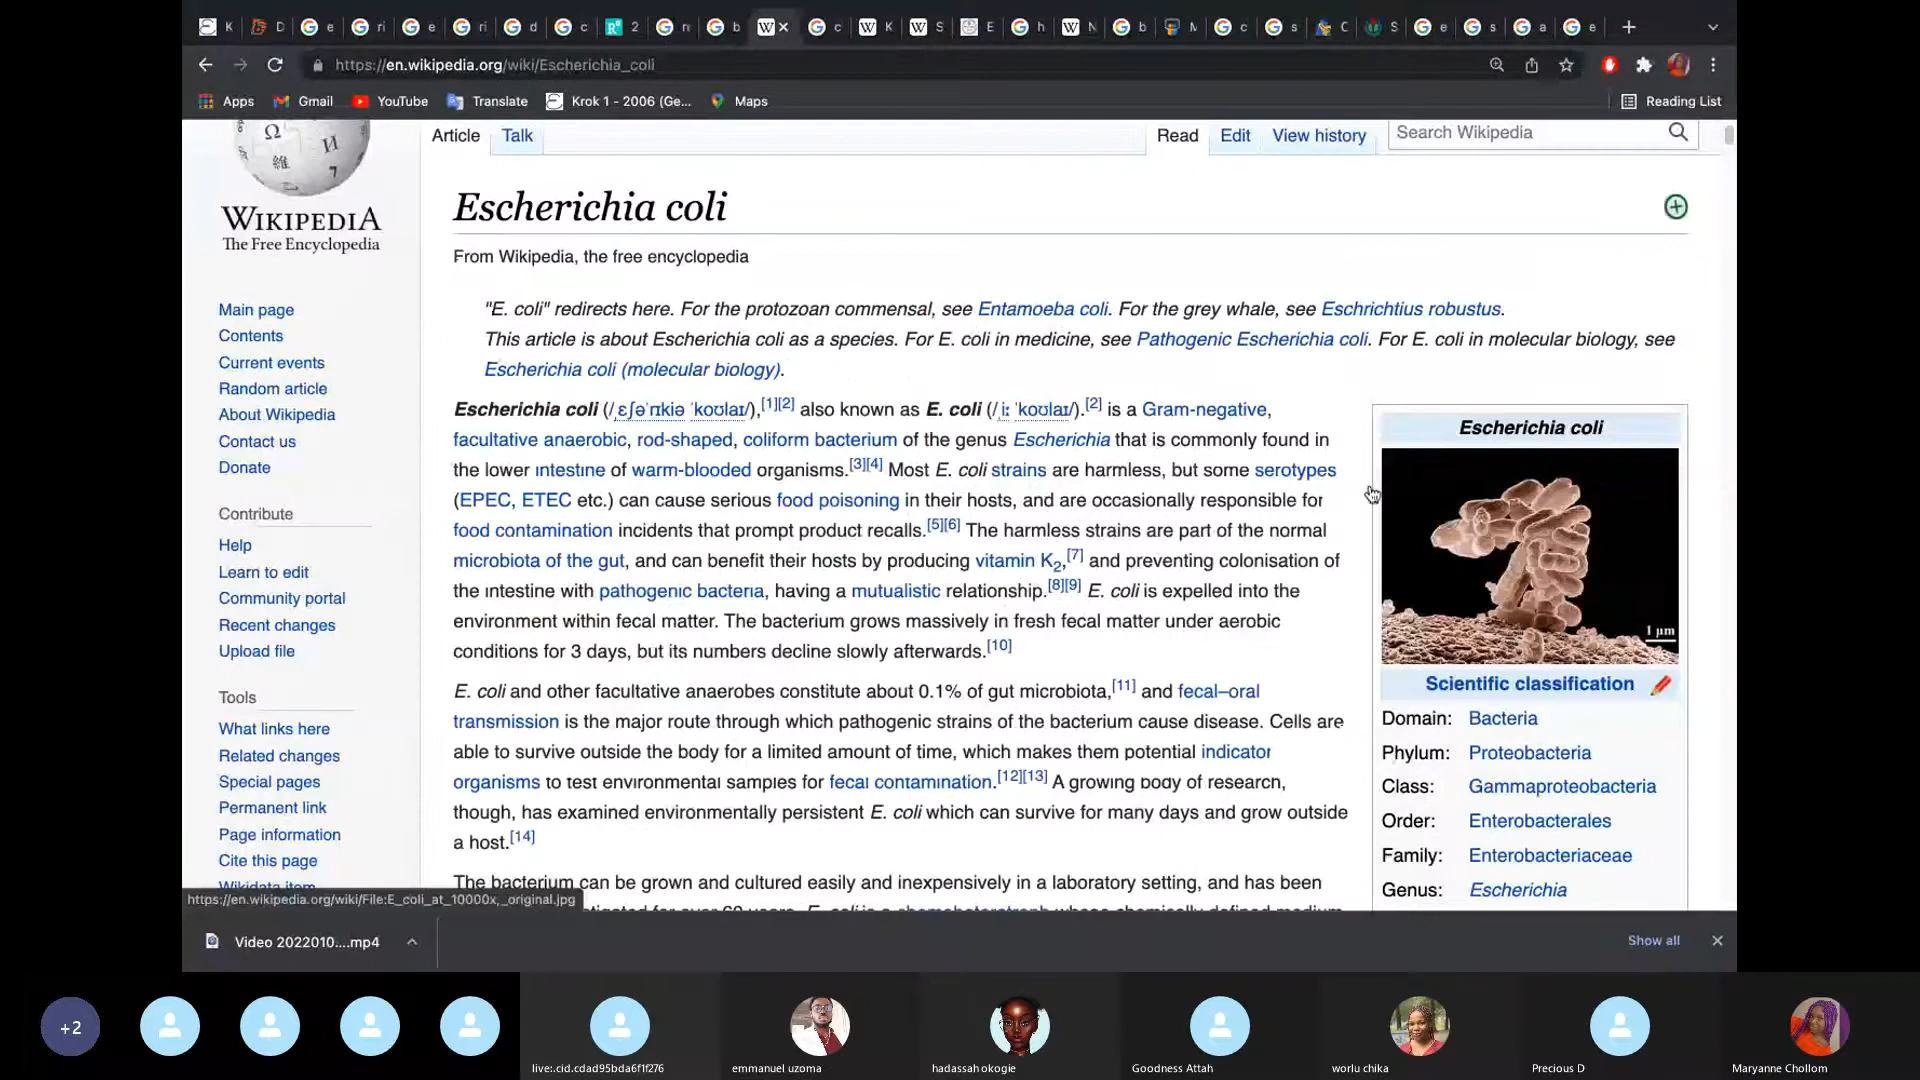 K D e ri e ri d c 2 n b c K S E h N b M c s C S e s a e
https://en.wikipedia.org/wiki/Escherichia_coli
Apps Gmail YouTube Translate Krok 1 - 2006 (Ge... Maps Reading List
Article Talk Read Edit View history Search Wikipedia
WIKIPEDIA
The Free Encyclopedia
Main page
Contents
Current events
Random article
About Wikipedia
Contact us
Donate
Contribute
Help
Learn to edit
Community portal
Recent changes
Upload file
Tools
What links here
Related changes
Special pages
Permanent link
Page information
Cite this page
Wikidata item
Escherichia coli
From Wikipedia, the free encyclopedia
"E. coli" redirects here. For the protozoan commensal, see Entamoeba coli. For the grey whale, see Eschrichtius robustus.
This article is about Escherichia coli as a species. For E. coli in medicine, see Pathogenic Escherichia coli. For E. coli in molecular biology, see
Escherichia coli (molecular biology).
Escherichia coli (/ˌɛʃəˈrɪkiə ˈkoʊlaɪ/),[1][2] also known as E. coli (/ˌiː ˈkoʊlaɪ/),[2] is a Gram-negative,
facultative anaerobic, rod-shaped, coliform bacterium of the genus Escherichia that is commonly found in
the lower intestine of warm-blooded organisms.[3][4] Most E. coli strains are harmless, but some serotypes
(EPEC, ETEC etc.) can cause serious food poisoning in their hosts, and are occasionally responsible for
food contamination incidents that prompt product recalls.[5][6] The harmless strains are part of the normal
microbiota of the gut, and can benefit their hosts by producing vitamin K2,[7] and preventing colonisation of
the intestine with pathogenic bacteria, having a mutualistic relationship.[8][9] E. coli is expelled into the
environment within fecal matter. The bacterium grows massively in fresh fecal matter under aerobic
conditions for 3 days, but its numbers decline slowly afterwards.[10]
E. coli and other facultative anaerobes constitute about 0.1% of gut microbiota,[11] and fecal–oral
transmission is the major route through which pathogenic strains of the bacterium cause disease. Cells are
able to survive outside the body for a limited amount of time, which makes them potential indicator
organisms to test environmental samples for fecal contamination.[12][13] A growing body of research,
though, has examined environmentally persistent E. coli which can survive for many days and grow outside
a host.[14]
The bacterium can be grown and cultured easily and inexpensively in a laboratory setting, and has been
Escherichia coli
1 µm
Scientific classification
Domain: Bacteria
Phylum: Proteobacteria
Class: Gammaproteobacteria
Order: Enterobacterales
Family: Enterobacteriaceae
Genus: Escherichia
https://en.wikipedia.org/wiki/File:E_coli_at_10000x,_original.jpg
Video 2022010....mp4 Show all
+2
live:.cid.cdad95bda6f1f276 emmanuel uzoma hadassah okogie Goodness Attah worlu chika Precious D Maryanne Chollom